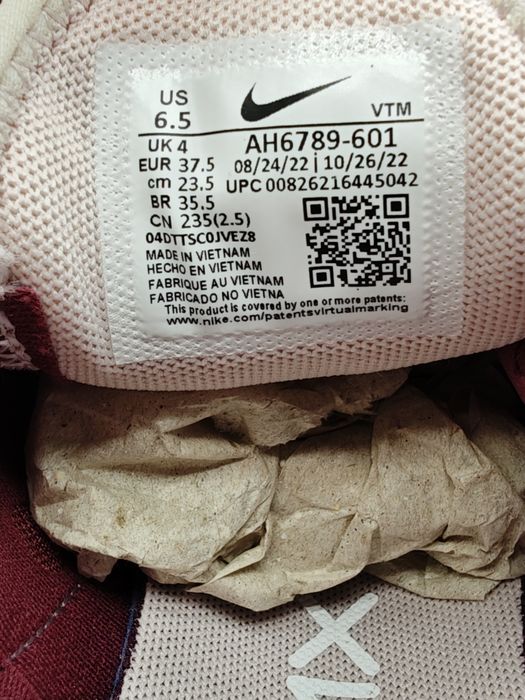 US
6.5
VTM
UK 4
AH6789-601
EUR 37.5
08/24/22 | 10/26/22
cm 23.5
UPC 00826216445042
BR 35.5
CN 235(2.5)
04DTTSC0JVEZ8
MADE IN VIETNAM
HECHO EN VIETNAM
FABRIQUE AU VIETNAM
FABRICADO NO VIETNA
This product is covered by one or more patents:
www.nike.com/patentsvirtualmarking